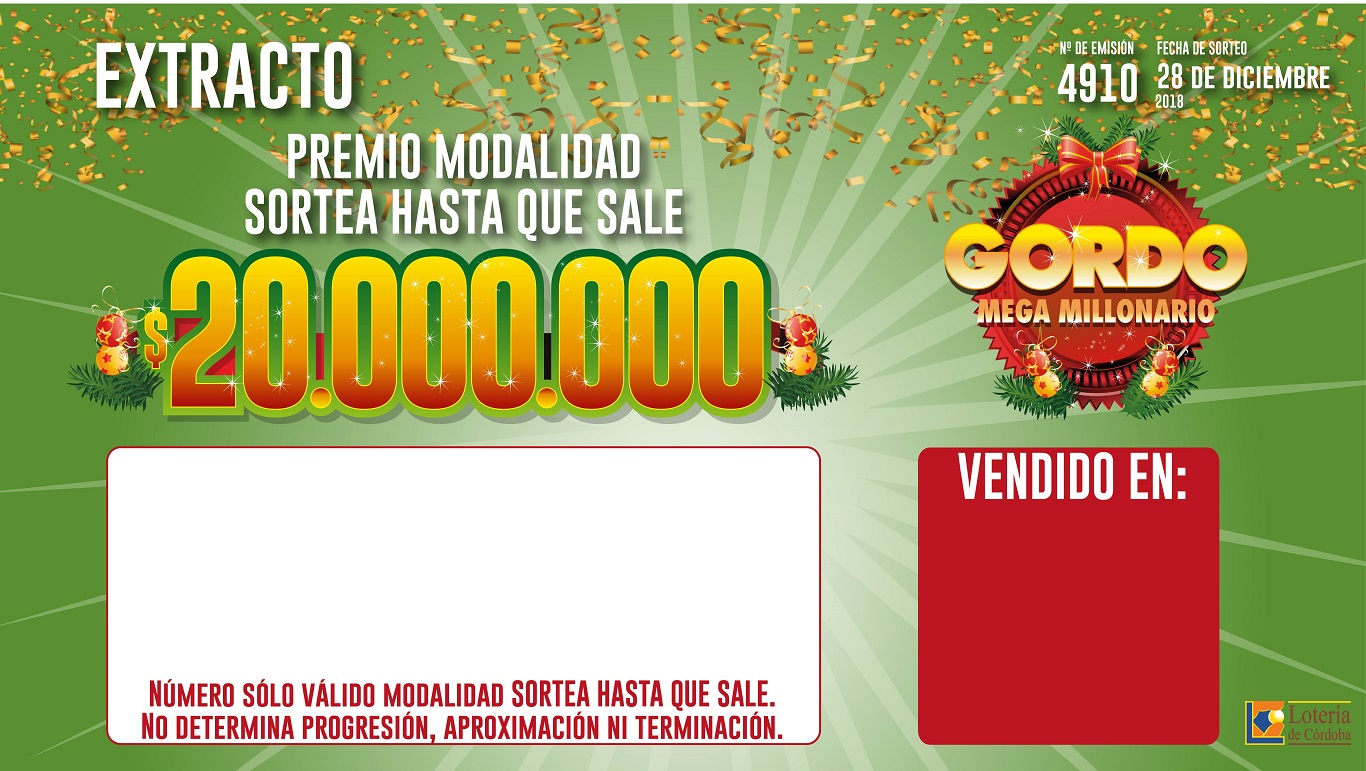 EXTRACTO
Nº DE EMISIÓN
4910
FECHA DE SORTEO
28 DE DICIEMBRE
2018
PREMIO MODALIDAD
SORTEA HASTA QUE SALE
$20.000.000
GORDO
MEGA MILLONARIO
VENDIDO EN:
NÚMERO SÓLO VÁLIDO MODALIDAD SORTEA HASTA QUE SALE.
NO DETERMINA PROGRESIÓN, APROXIMACIÓN NI TERMINACIÓN.
Lotería
de Córdoba